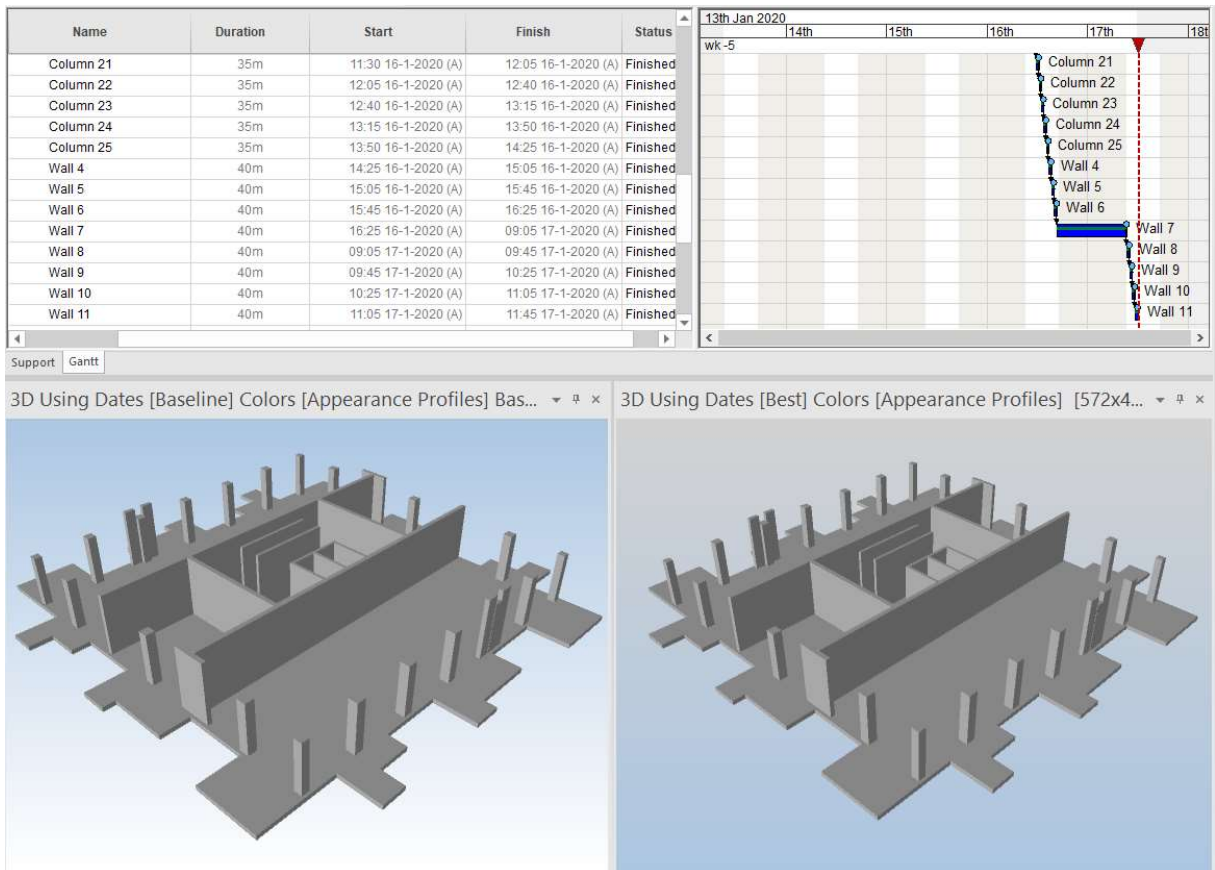 Name Duration Start Finish Status
Column 21 35m 11:30 16-1-2020 (A) 12:05 16-1-2020 (A) Finished
Column 22 35m 12:05 16-1-2020 (A) 12:40 16-1-2020 (A) Finished
Column 23 35m 12:40 16-1-2020 (A) 13:15 16-1-2020 (A) Finished
Column 24 35m 13:15 16-1-2020 (A) 13:50 16-1-2020 (A) Finished
Column 25 35m 13:50 16-1-2020 (A) 14:25 16-1-2020 (A) Finished
Wall 4 40m 14:25 16-1-2020 (A) 15:05 16-1-2020 (A) Finished
Wall 5 40m 15:05 16-1-2020 (A) 15:45 16-1-2020 (A) Finished
Wall 6 40m 15:45 16-1-2020 (A) 16:25 16-1-2020 (A) Finished
Wall 7 40m 16:25 16-1-2020 (A) 09:05 17-1-2020 (A) Finished
Wall 8 40m 09:05 17-1-2020 (A) 09:45 17-1-2020 (A) Finished
Wall 9 40m 09:45 17-1-2020 (A) 10:25 17-1-2020 (A) Finished
Wall 10 40m 10:25 17-1-2020 (A) 11:05 17-1-2020 (A) Finished
Wall 11 40m 11:05 17-1-2020 (A) 11:45 17-1-2020 (A) Finished
13th Jan 2020
14th 15th 16th 17th 18t
wk -5
Column 21
Column 22
Column 23
Column 24
Column 25
Wall 4
Wall 5
Wall 6
Wall 7
Wall 8
Wall 9
Wall 10
Wall 11
Support Gantt
3D Using Dates [Baseline] Colors [Appearance Profiles] Bas...
3D Using Dates [Best] Colors [Appearance Profiles] [572x4...